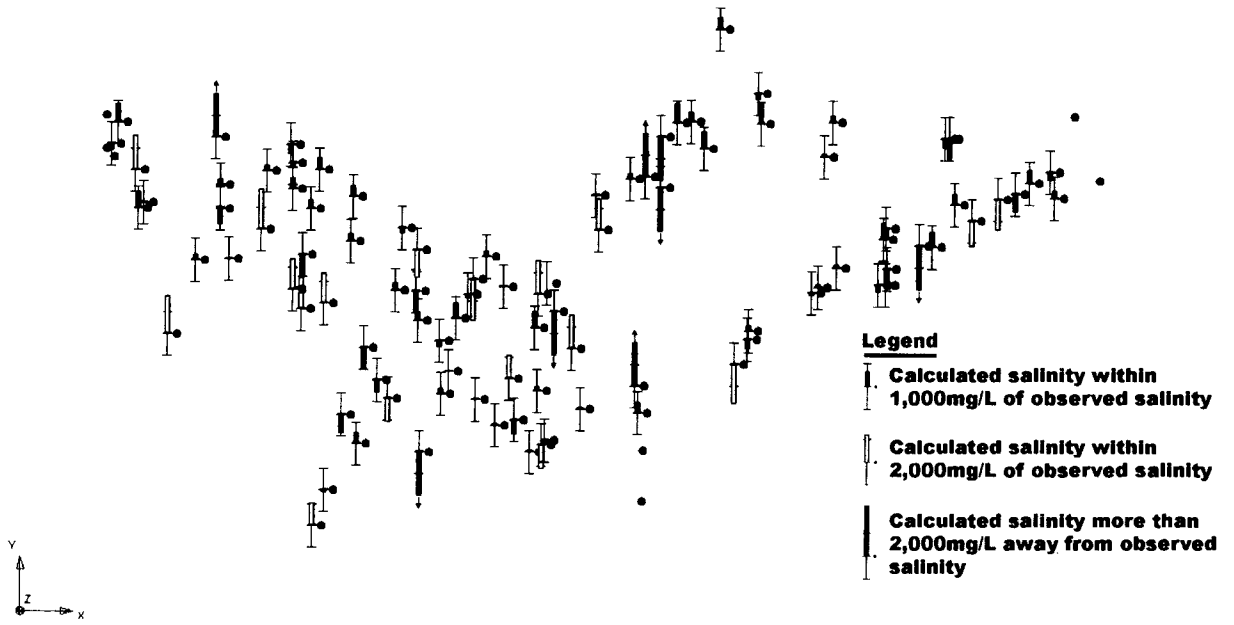 Legend
Calculated salinity within
1,000mg/L of observed salinity
Calculated salinity within
2,000mg/L of observed salinity
Calculated salinity more than
2,000mg/L away from observed
salinity
Y
Z
X